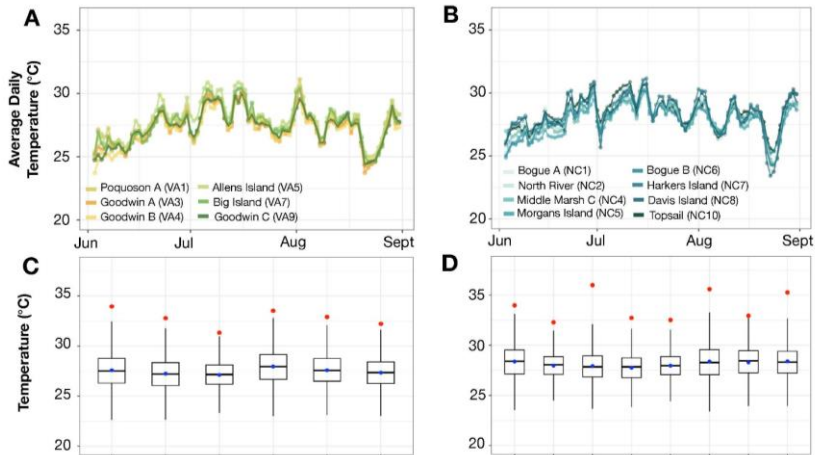 A
35
30
25
20
Average Daily
Temperature (°C)
Poquoson A (VA1)
Goodwin A (VA3)
Goodwin B (VA4)
Allens Island (VA5)
Big Island (VA7)
Goodwin C (VA9)
Jun
Jul
Aug
Sept
B
35
30
25
20
Bogue A (NC1)
North River (NC2)
Middle Marsh C (NC4)
Morgans Island (NC5)
Bogue B (NC6)
Harkers Island (NC7)
Davis Island (NC8)
Topsail (NC10)
Jun
Jul
Aug
Sept
C
35
30
25
20
Temperature (°C)
D
35
30
25
20